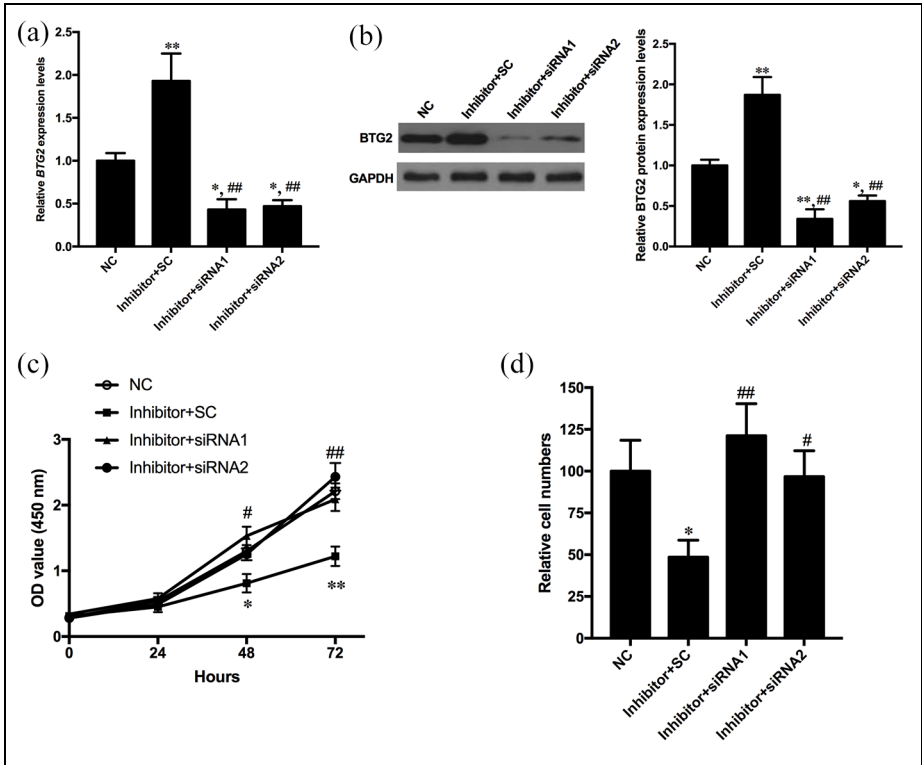 (a)
Relative BTG2 expression levels
2.5
2.0
1.5
1.0
0.5
0.0
**
*, ##
*, ##
NC
Inhibitor+SC
Inhibitor+siRNA1
Inhibitor+siRNA2
(b)
NC
Inhibitor+SC
Inhibitor+siRNA1
Inhibitor+siRNA2
BTG2
GAPDH
Relative BTG2 protein expression levels
2.5
2.0
1.5
1.0
0.5
0.0
**
**, ##
*, ##
NC
Inhibitor+SC
Inhibitor+siRNA1
Inhibitor+siRNA2
(c)
NC
Inhibitor+SC
Inhibitor+siRNA1
Inhibitor+siRNA2
OD value (450 nm)
3
2
1
0
#
*
##
**
0 24 48 72
Hours
(d)
Relative cell numbers
150
125
100
75
50
25
0
*
##
#
NC
Inhibitor+SC
Inhibitor+siRNA1
Inhibitor+siRNA2